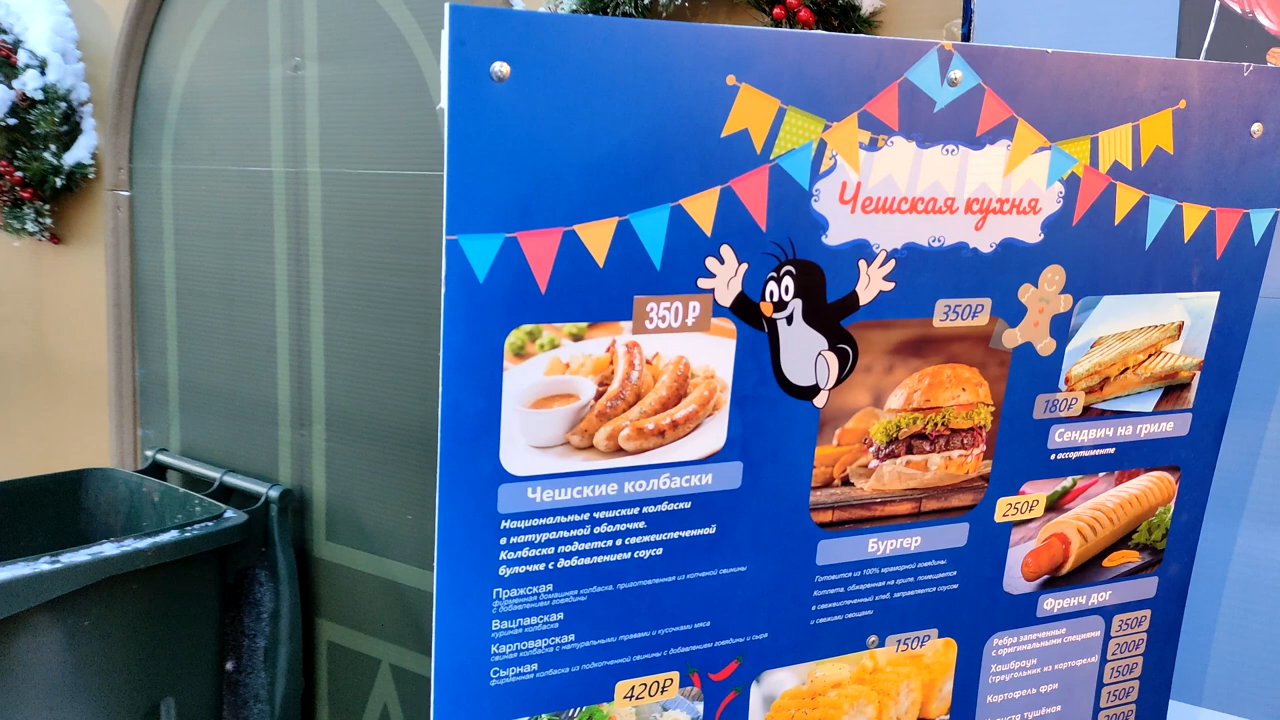 Чешская кухня
350 ₽
Чешские колбаски
Национальные чешские колбаски
в натуральной оболочке.
Колбаска подается в свежеиспеченной
булочке с добавлением соуса
Пражская
фирменная домашняя колбаска, приготовленная из копченой свинины
с добавлением говядины
Вацлавская
куриная колбаска
Карловарская
свиная колбаска с натуральными травами и кусочками мяса
Сырная
фирменная колбаска из подкопченной свинины с добавлением говядины и сыра
420₽
350₽
Бургер
Готовится из 100% мраморной говядины.
Котлета, обжаренная на гриле, помещается
в свежеиспеченный хлеб, заправляется соусом
и свежими овощами
150₽
180₽
Сендвич на гриле
в ассортименте
250₽
Френч дог
Ребра запеченные
с оригинальными специями
350₽
Хашбраун
(треугольник из картофеля)
200₽
Картофель фри
150₽
тушёная
150₽
200₽